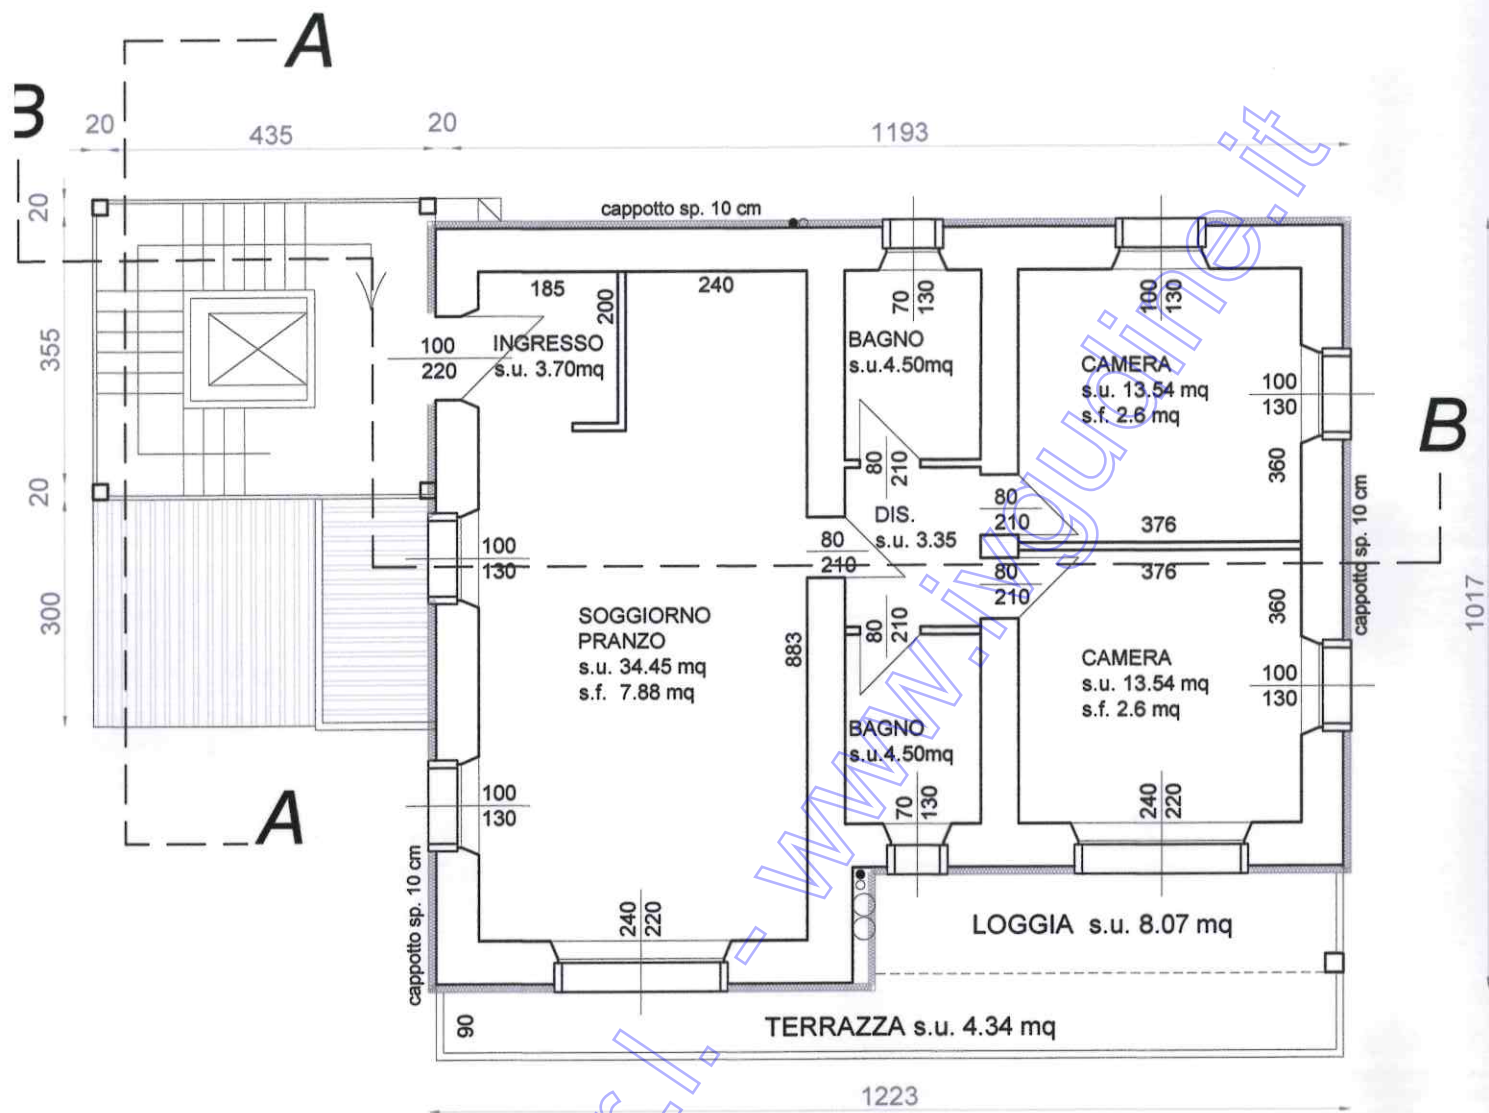 A
B
20
435
20
1193
20
355
20
300
cappotto sp. 10 cm
185
200
240
100
220
INGRESSO
s.u. 3.70mq
70
130
BAGNO
s.u.4.50mq
100
130
CAMERA
s.u. 13.54 mq
s.f. 2.6 mq
100
130
360
B
80
210
DIS.
s.u. 3.35
80
210
376
cappotto sp. 10 cm
100
130
80
210
80
210
376
360
1017
SOGGIORNO
PRANZO
s.u. 34.45 mq
s.f. 7.88 mq
883
80
210
CAMERA
s.u. 13.54 mq
s.f. 2.6 mq
100
130
BAGNO
s.u.4.50mq
70
130
240
220
100
130
A
cappotto sp. 10 cm
240
220
LOGGIA s.u. 8.07 mq
90
TERRAZZA s.u. 4.34 mq
1223
r.l. - www.ivgudine.it